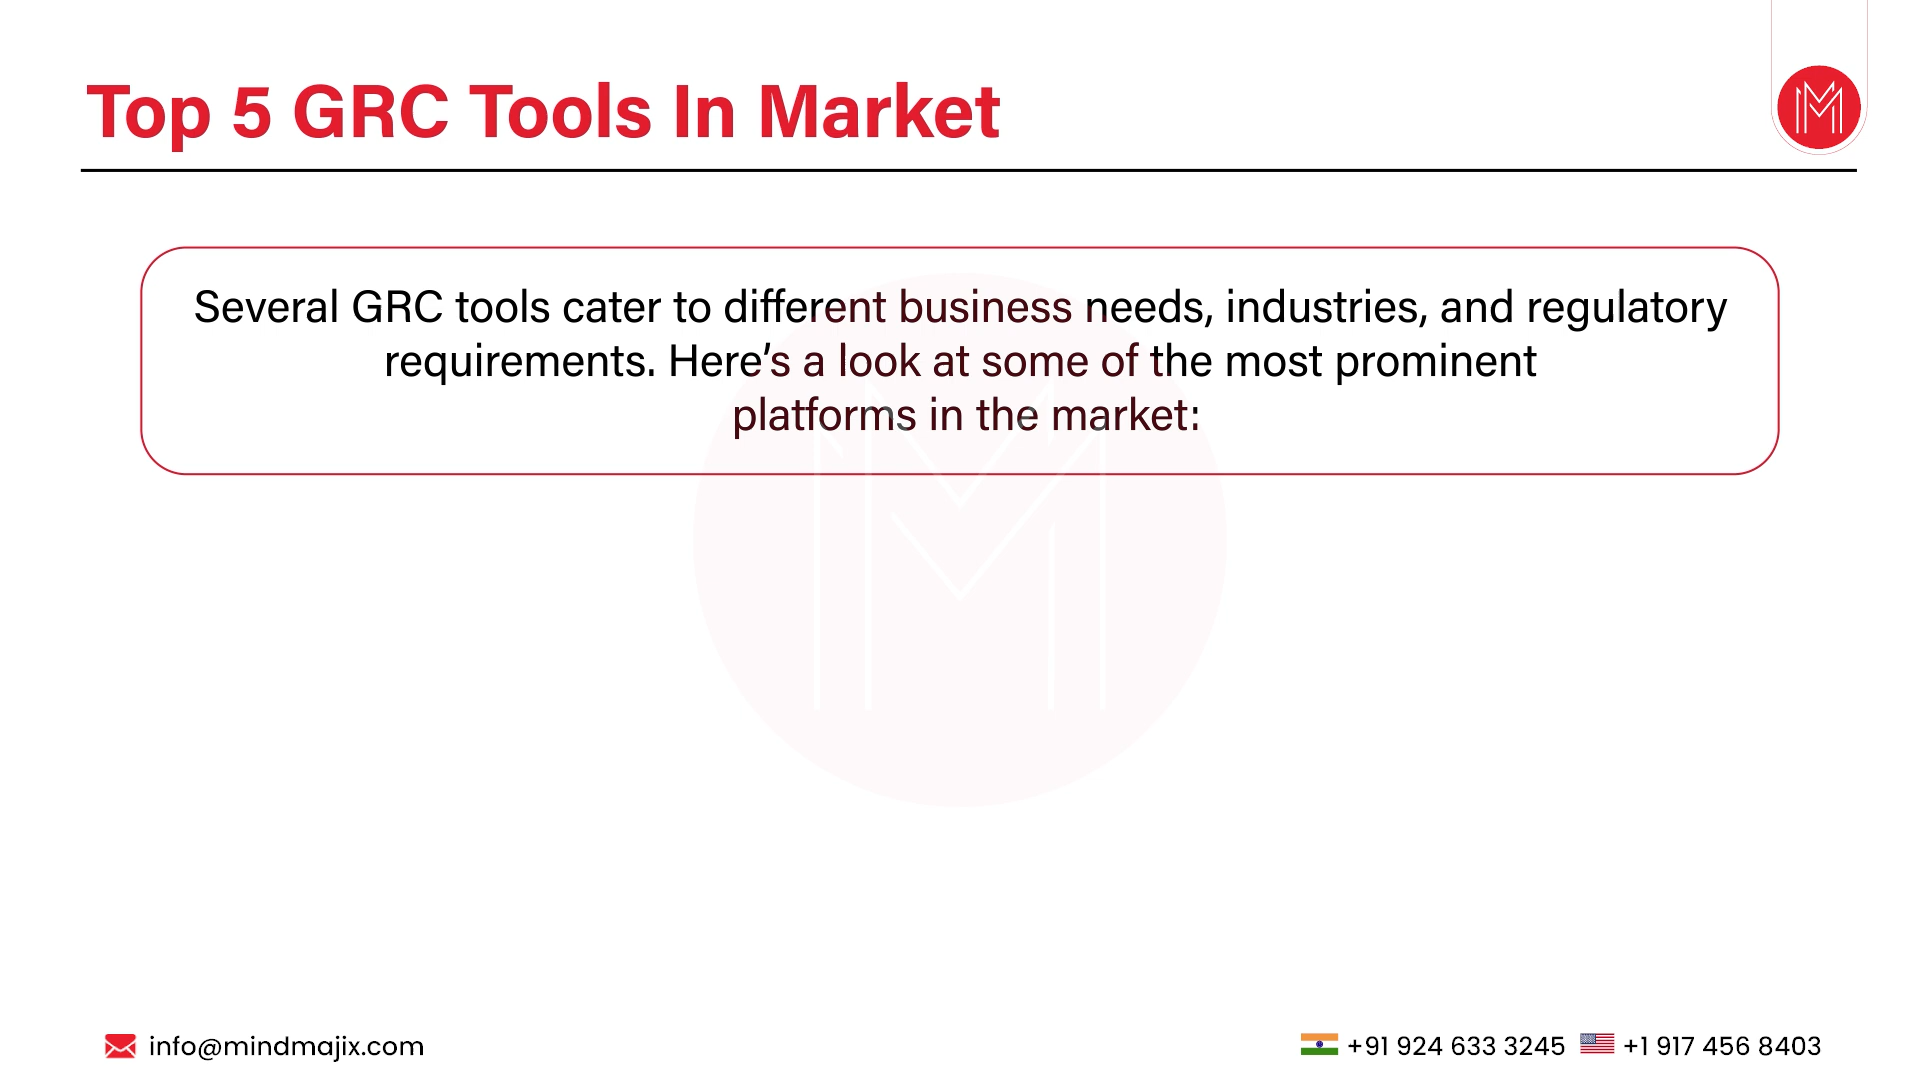 Top 5 GRC Tools In Market
Several GRC tools cater to different business needs, industries, and regulatory
requirements. Here’s a look at some of the most prominent
platforms in the market:
info@mindmajix.com
+91 924 633 3245 +1 917 456 8403